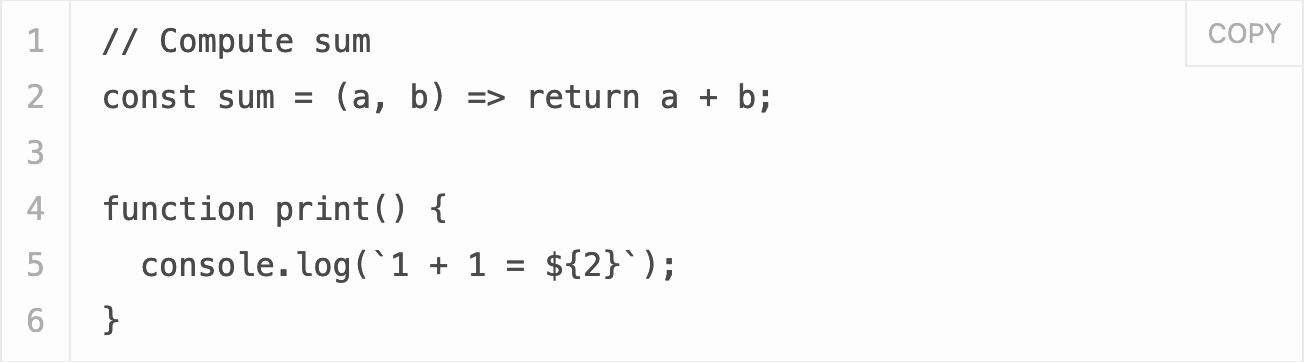 COPY
1 // Compute sum
2 const sum = (a, b) => return a + b;
3
4 function print() {
5   console.log(`1 + 1 = ${2}`);
6 }